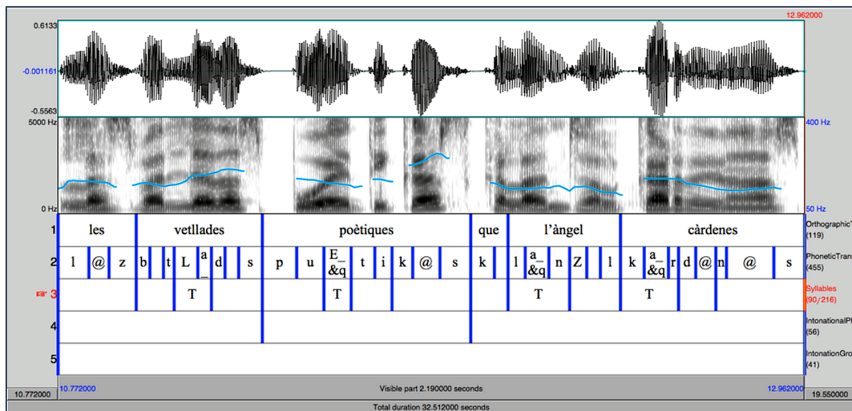 12.962000
0.6133
-0.001161
-0.5563
5000 Hz
400 Hz
0 Hz
50 Hz
1 les vetllades poètiques que l'àngel càrdenes OrthographicT
(119)
2 l @ z b t L a_ d s p u E_&q t i k @ s k l a_&q n Z l k a_&q r d @ n @ s PhoneticTran
(455)
3 T T T T Syllables
(90/216)
4 IntonationalPh
(56)
5 IntonationGro
(41)
10.772000 Visible part 2.190000 seconds 12.962000
10.772000 19.550000
Total duration 32.512000 seconds